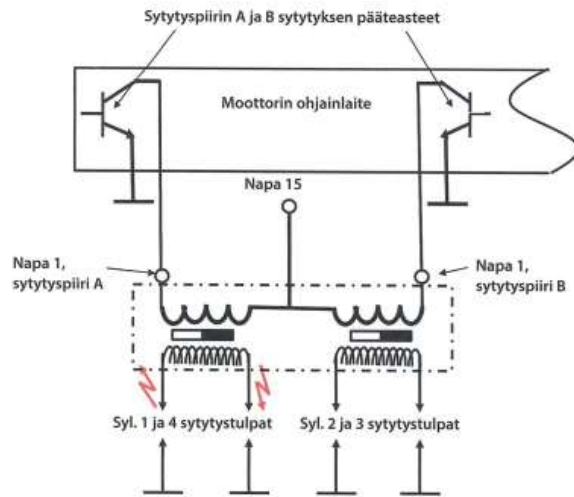 Sytytyspiirin A ja B sytytyksen pääteasteet
Moottorin ohjainlaite
Napa 15
Napa 1,
sytytyspiiri A
Napa 1,
sytytyspiiri B
Syl. 1 ja 4 sytytystulpat
Syl. 2 ja 3 sytytystulpat